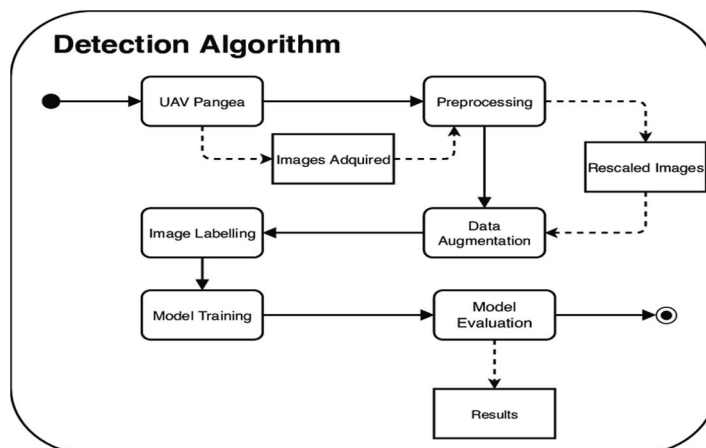 Detection Algorithm
UAV Pangea
Preprocessing
Images Adquired
Rescaled Images
Image Labelling
Data
Augmentation
Model Training
Model
Evaluation
Results